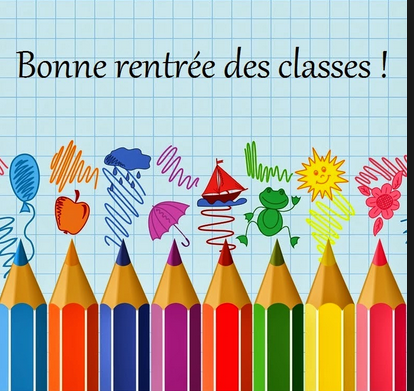 Bonne rentrée des classes !